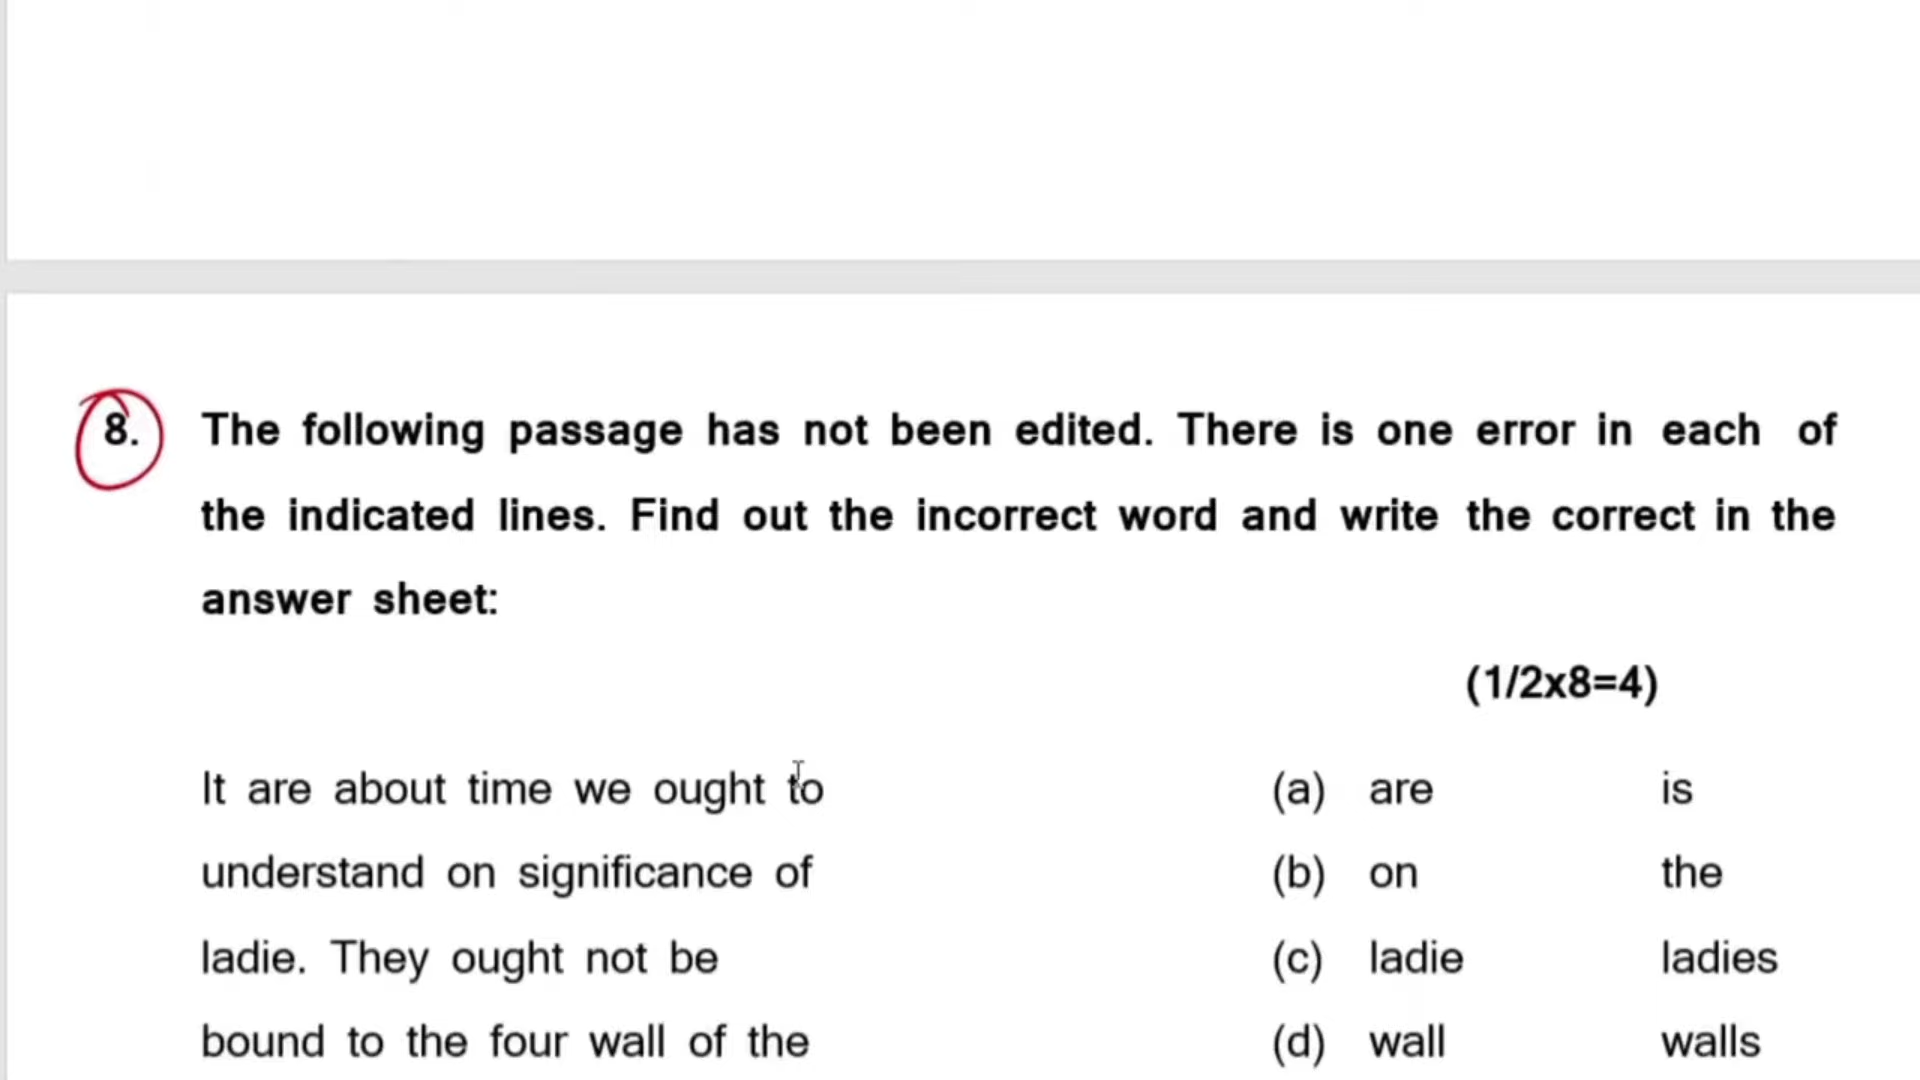 8. The following passage has not been edited. There is one error in each of
the indicated lines. Find out the incorrect word and write the correct in the
answer sheet:
(1/2x8=4)
It are about time we ought to (a) are is
understand on significance of (b) on the
ladie. They ought not be (c) ladie ladies
bound to the four wall of the (d) wall walls